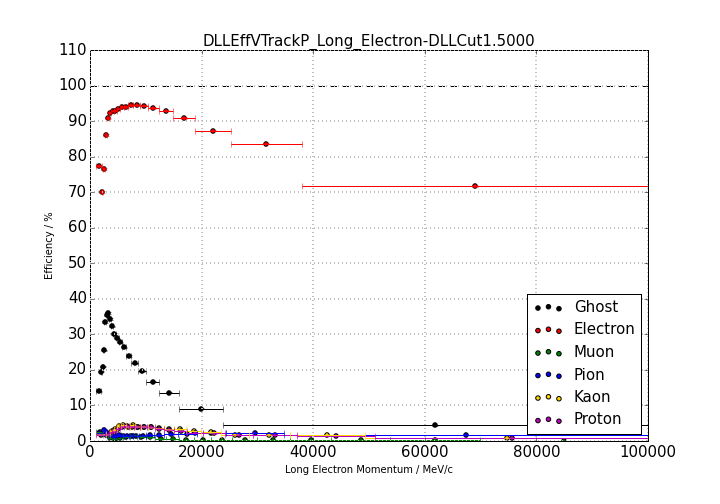 DLLEffVTrackP_Long_Electron-DLLCut1.5000
110
100
90
80
70
60
50
40
30
20
10
0
Efficiency / %
Ghost
Electron
Muon
Pion
Kaon
Proton
0 20000 40000 60000 80000 100000
Long Electron Momentum / MeV/c